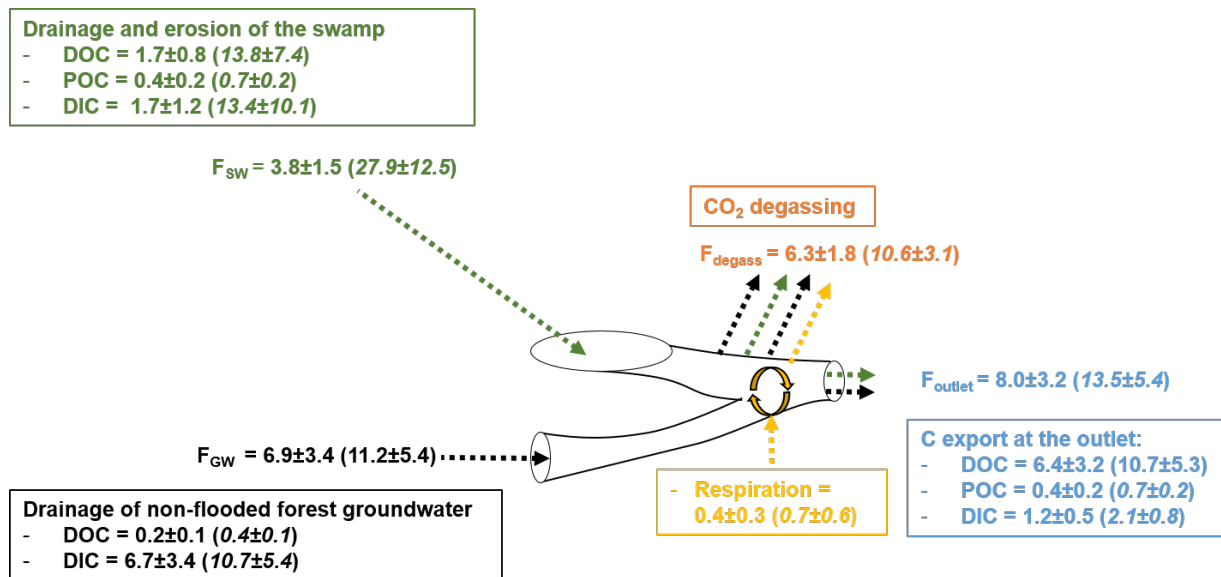 Drainage and erosion of the swamp
- DOC = 1.7±0.8 (13.8±7.4)
- POC = 0.4±0.2 (0.7±0.2)
- DIC = 1.7±1.2 (13.4±10.1)
FSW = 3.8±1.5 (27.9±12.5)
CO2 degassing
Fdegass = 6.3±1.8 (10.6±3.1)
Foutlet = 8.0±3.2 (13.5±5.4)
C export at the outlet:
- DOC = 6.4±3.2 (10.7±5.3)
- POC = 0.4±0.2 (0.7±0.2)
- DIC = 1.2±0.5 (2.1±0.8)
FGW = 6.9±3.4 (11.2±5.4)
- Respiration =
0.4±0.3 (0.7±0.6)
Drainage of non-flooded forest groundwater
- DOC = 0.2±0.1 (0.4±0.1)
- DIC = 6.7±3.4 (10.7±5.4)